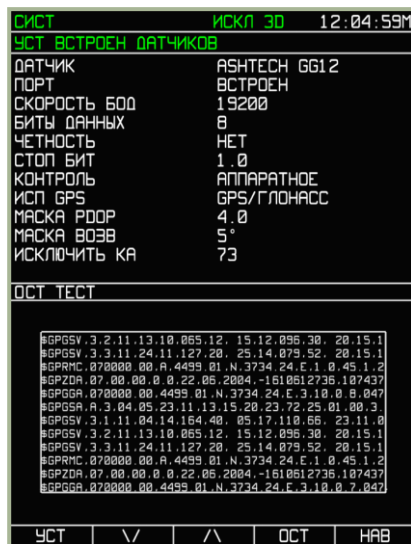 СИСТ ИСКЛ 3D 12:04:59М
УСТ ВСТРОЕН ДАТЧИКОВ
ДАТЧИК ASHTECH GG12
ПОРТ ВСТРОЕН
СКОРОСТЬ БОД 19200
БИТЫ ДАННЫХ 8
ЧЕТНОСТЬ НЕТ
СТОП БИТ 1.0
КОНТРОЛЬ АППАРАТНОЕ
ИСП GPS GPS/ГЛОНАСС
МАСКА PDOP 4.0
МАСКА ВОЗВ 5°
ИСКЛЮЧИТЬ КА 73
ОСТ ТЕСТ
$GPGSV,3.2.11.13.10.065.12, 15.12.096.30, 20.15.1
$GPGSV,3.3.11.24.11.127.20, 25.14.079.52, 20.15.1
$GPRMC,070000.00.A.4499.01.N.3734.24.E.1.0.45.1.2
$GPZDA,07.00.00.0.0.22.06.2004,-1610612736.107437
$GPGGA,070000.00.4499.01.N.3734.24.E.3.10.0.8.047
$GPGSA,A.3.04.05.23.11.13.15.20.23.72.25.01.00.3.
$GPGSV,3.1.11.04.14.164.40, 05.17.110.66, 23.11.0
$GPGSV,3.2.11.13.10.065.12, 15.12.096.30, 20.15.1
$GPGSV,3.3.11.24.11.127.20, 25.14.079.52, 20.15.1
$GPRMC,070000.00.A.4499.01.N.3734.24.E.1.0.45.1.2
$GPZDA,07.00.00.0.0.22.06.2004,-1610612736.107437
$GPGGA,070000.00.4499.01.N.3734.24.E.3.10.0.7.047
УСТ \/ /\ ОСТ НАВ